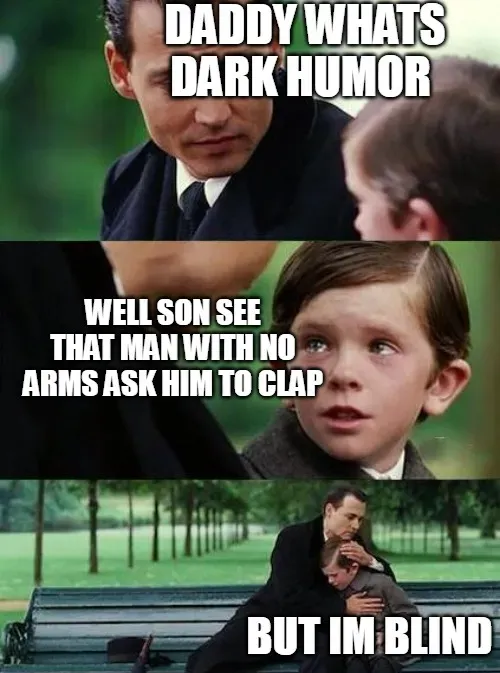 DADDY WHATS
DARK HUMOR
WELL SON SEE
THAT MAN WITH NO
ARMS ASK HIM TO CLAP
BUT IM BLIND